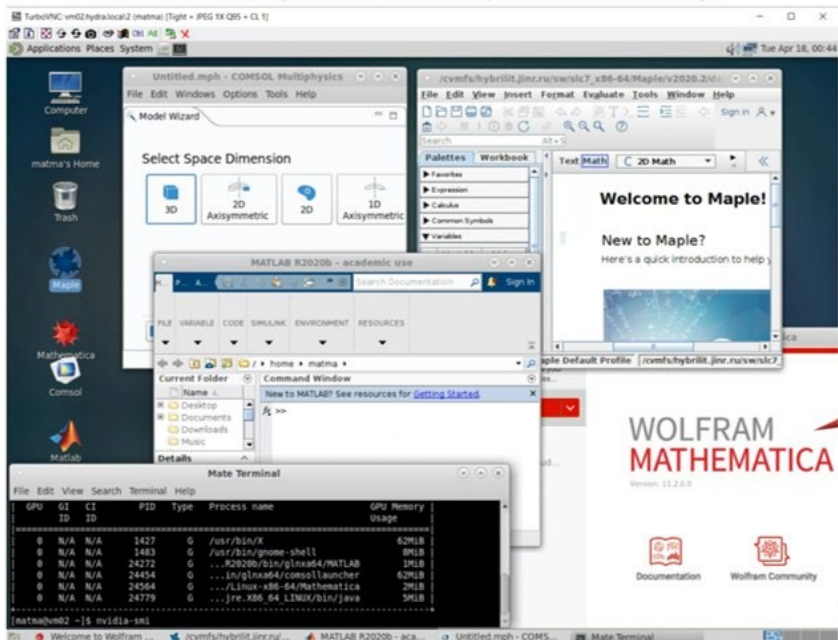 TurboVNC: vm02.hydra.local:2 (matma) [Tight + JPEG 1X Q95 + CL 1]
Applications Places System
Tue Apr 18, 00:44
Computer
matma's Home
Trash
Maple
Mathematica
Comsol
Matlab
Untitled.mph - COMSOL Multiphysics
File Edit Windows Options Tools Help
Model Wizard
Select Space Dimension
3D
2D
Axisymmetric
2D
1D
Axisymmetric
/cvmfs/hybrilit.jinr.ru/sw/slc7_x86-64/Maple/v2020.2/
File Edit View Insert Format Evaluate Tools Window Help
Sign in
Search
Alt+S
Palettes Workbook
Text Math C 2D Math
Favorites
Expression
Calculus
Common Symbols
Variables
Welcome to Maple!
New to Maple?
Here's a quick introduction to help
Maple Default Profile /cvmfs/hybrilit.jinr.ru/sw/slc7_
MATLAB R2020b - academic use
Search Documentation
Sign In
FILE VARIABLE CODE SIMULINK ENVIRONMENT RESOURCES
/ home matma
Current Folder
Name
Desktop
Documents
Downloads
Music
Details
Command Window
New to MATLAB? See resources for Getting Started.
fx >>
WOLFRAM
MATHEMATICA
Version: 11.2.0.0
Documentation
Wolfram Community
Mate Terminal
File Edit View Search Terminal Help
GPU GI CI PID Type Process name GPU Memory
ID ID Usage
0 N/A N/A 1427 G /usr/bin/X 62MiB
0 N/A N/A 1483 G /usr/bin/gnome-shell 8MiB
0 N/A N/A 24272 G ...R2020b/bin/glnxa64/MATLAB 1MiB
0 N/A N/A 24454 G ...in/glnxa64/comsollauncher 62MiB
0 N/A N/A 24564 G .../Linux-x86-64/Mathematica 2MiB
0 N/A N/A 24779 G ...jre.X86_64_LINUX/bin/java 5MiB
[matma@vm02 ~]$ nvidia-smi
Welcome to Wolfram ... /cvmfs/hybrilit.jinr.ru/... MATLAB R2020b - aca... Untitled.mph - COMS... Mate Terminal